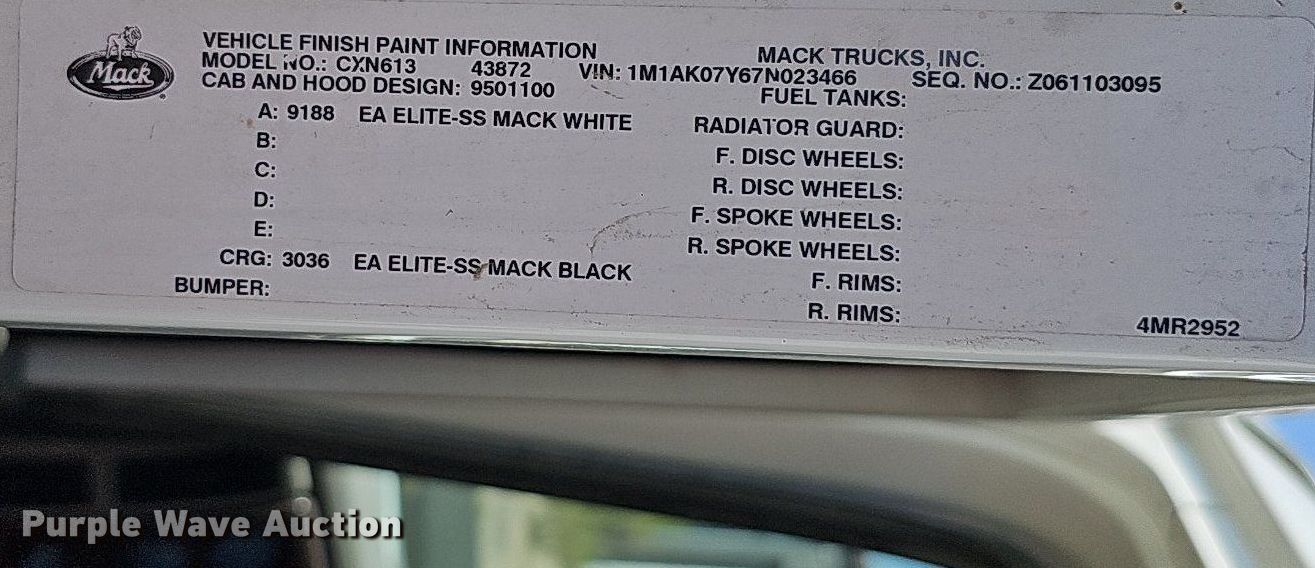 Mack
VEHICLE FINISH PAINT INFORMATION MACK TRUCKS, INC.
MODEL NO.: CXN613 43872 VIN: 1M1AK07Y67N023466 SEQ. NO.: Z061103095
CAB AND HOOD DESIGN: 9501100 FUEL TANKS:
A: 9188 EA ELITE-SS MACK WHITE RADIATOR GUARD:
B: F. DISC WHEELS:
C: R. DISC WHEELS:
D: F. SPOKE WHEELS:
E: R. SPOKE WHEELS:
CRG: 3036 EA ELITE-SS MACK BLACK F. RIMS:
BUMPER: R. RIMS:
4MR2952
Purple Wave Auction